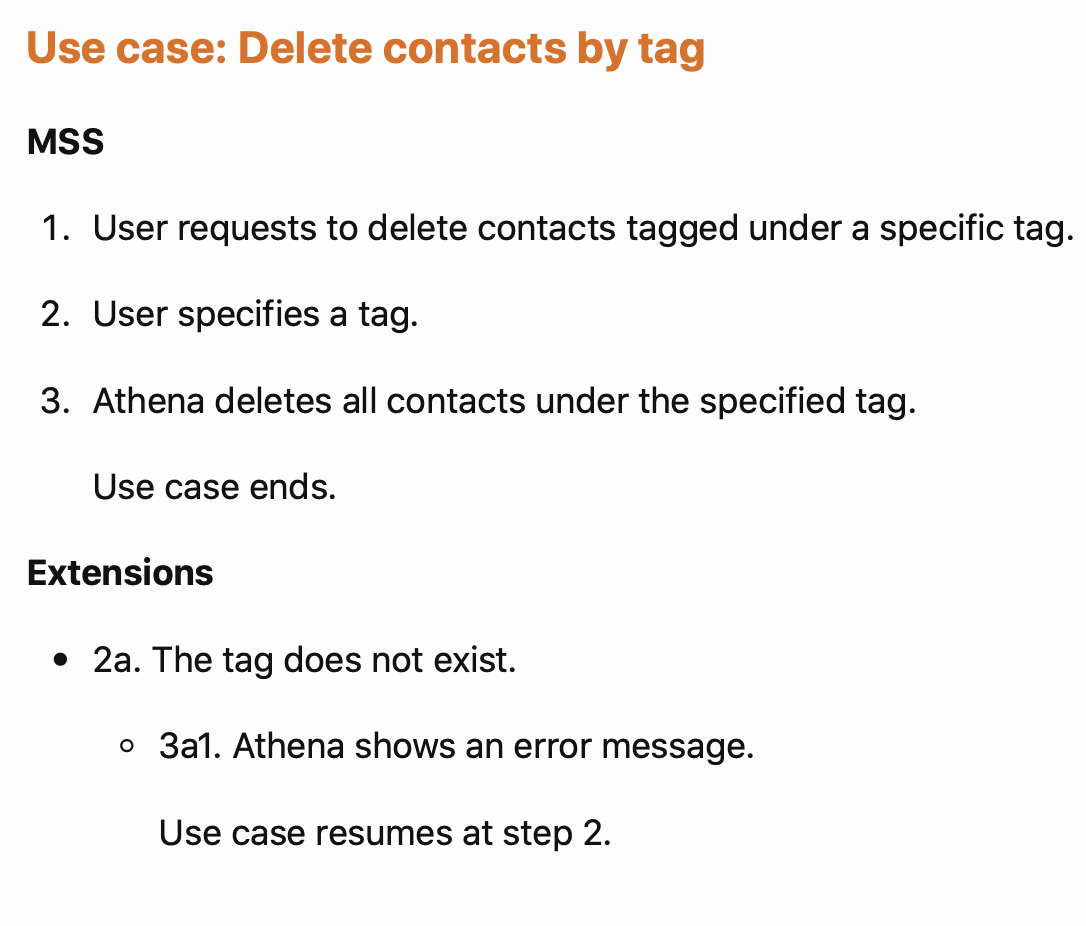 Use case: Delete contacts by tag
MSS
1. User requests to delete contacts tagged under a specific tag.
2. User specifies a tag.
3. Athena deletes all contacts under the specified tag.
Use case ends.
Extensions
• 2a. The tag does not exist.
◦ 3a1. Athena shows an error message.
Use case resumes at step 2.